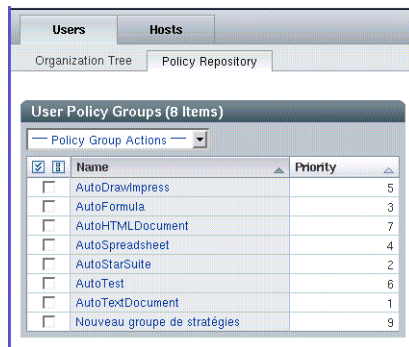 Users Hosts
Organization Tree Policy Repository
User Policy Groups (8 Items)
— Policy Group Actions —
Name Priority
AutoDrawImpress 5
AutoFormula 3
AutoHTMLDocument 7
AutoSpreadsheet 4
AutoStarSuite 2
AutoTest 6
AutoTextDocument 1
Nouveau groupe de stratégies 9